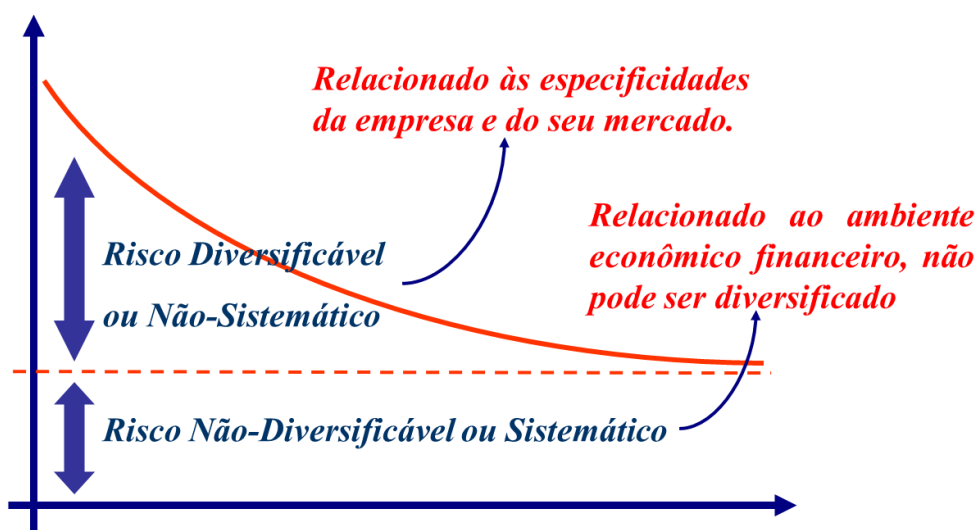 Relacionado às especificidades
da empresa e do seu mercado.
Relacionado ao ambiente
econômico financeiro, não
pode ser diversificado
Risco Diversificável
ou Não-Sistemático
Risco Não-Diversificável ou Sistemático